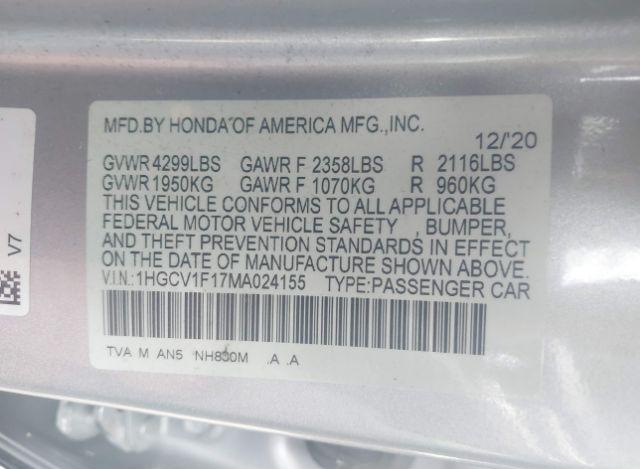 MFD.BY HONDA OF AMERICA MFG.,INC.
12/'20
GVWR 4299LBS GAWR F 2358LBS R 2116LBS
GVWR 1950KG GAWR F 1070KG R 960KG
THIS VEHICLE CONFORMS TO ALL APPLICABLE
FEDERAL MOTOR VEHICLE SAFETY , BUMPER,
AND THEFT PREVENTION STANDARDS IN EFFECT
ON THE DATE OF MANUFACTURE SHOWN ABOVE.
V.I.N.:1HGCV1F17MA024155 TYPE:PASSENGER CAR
TVA M AN5 NH830M .A .A
V7